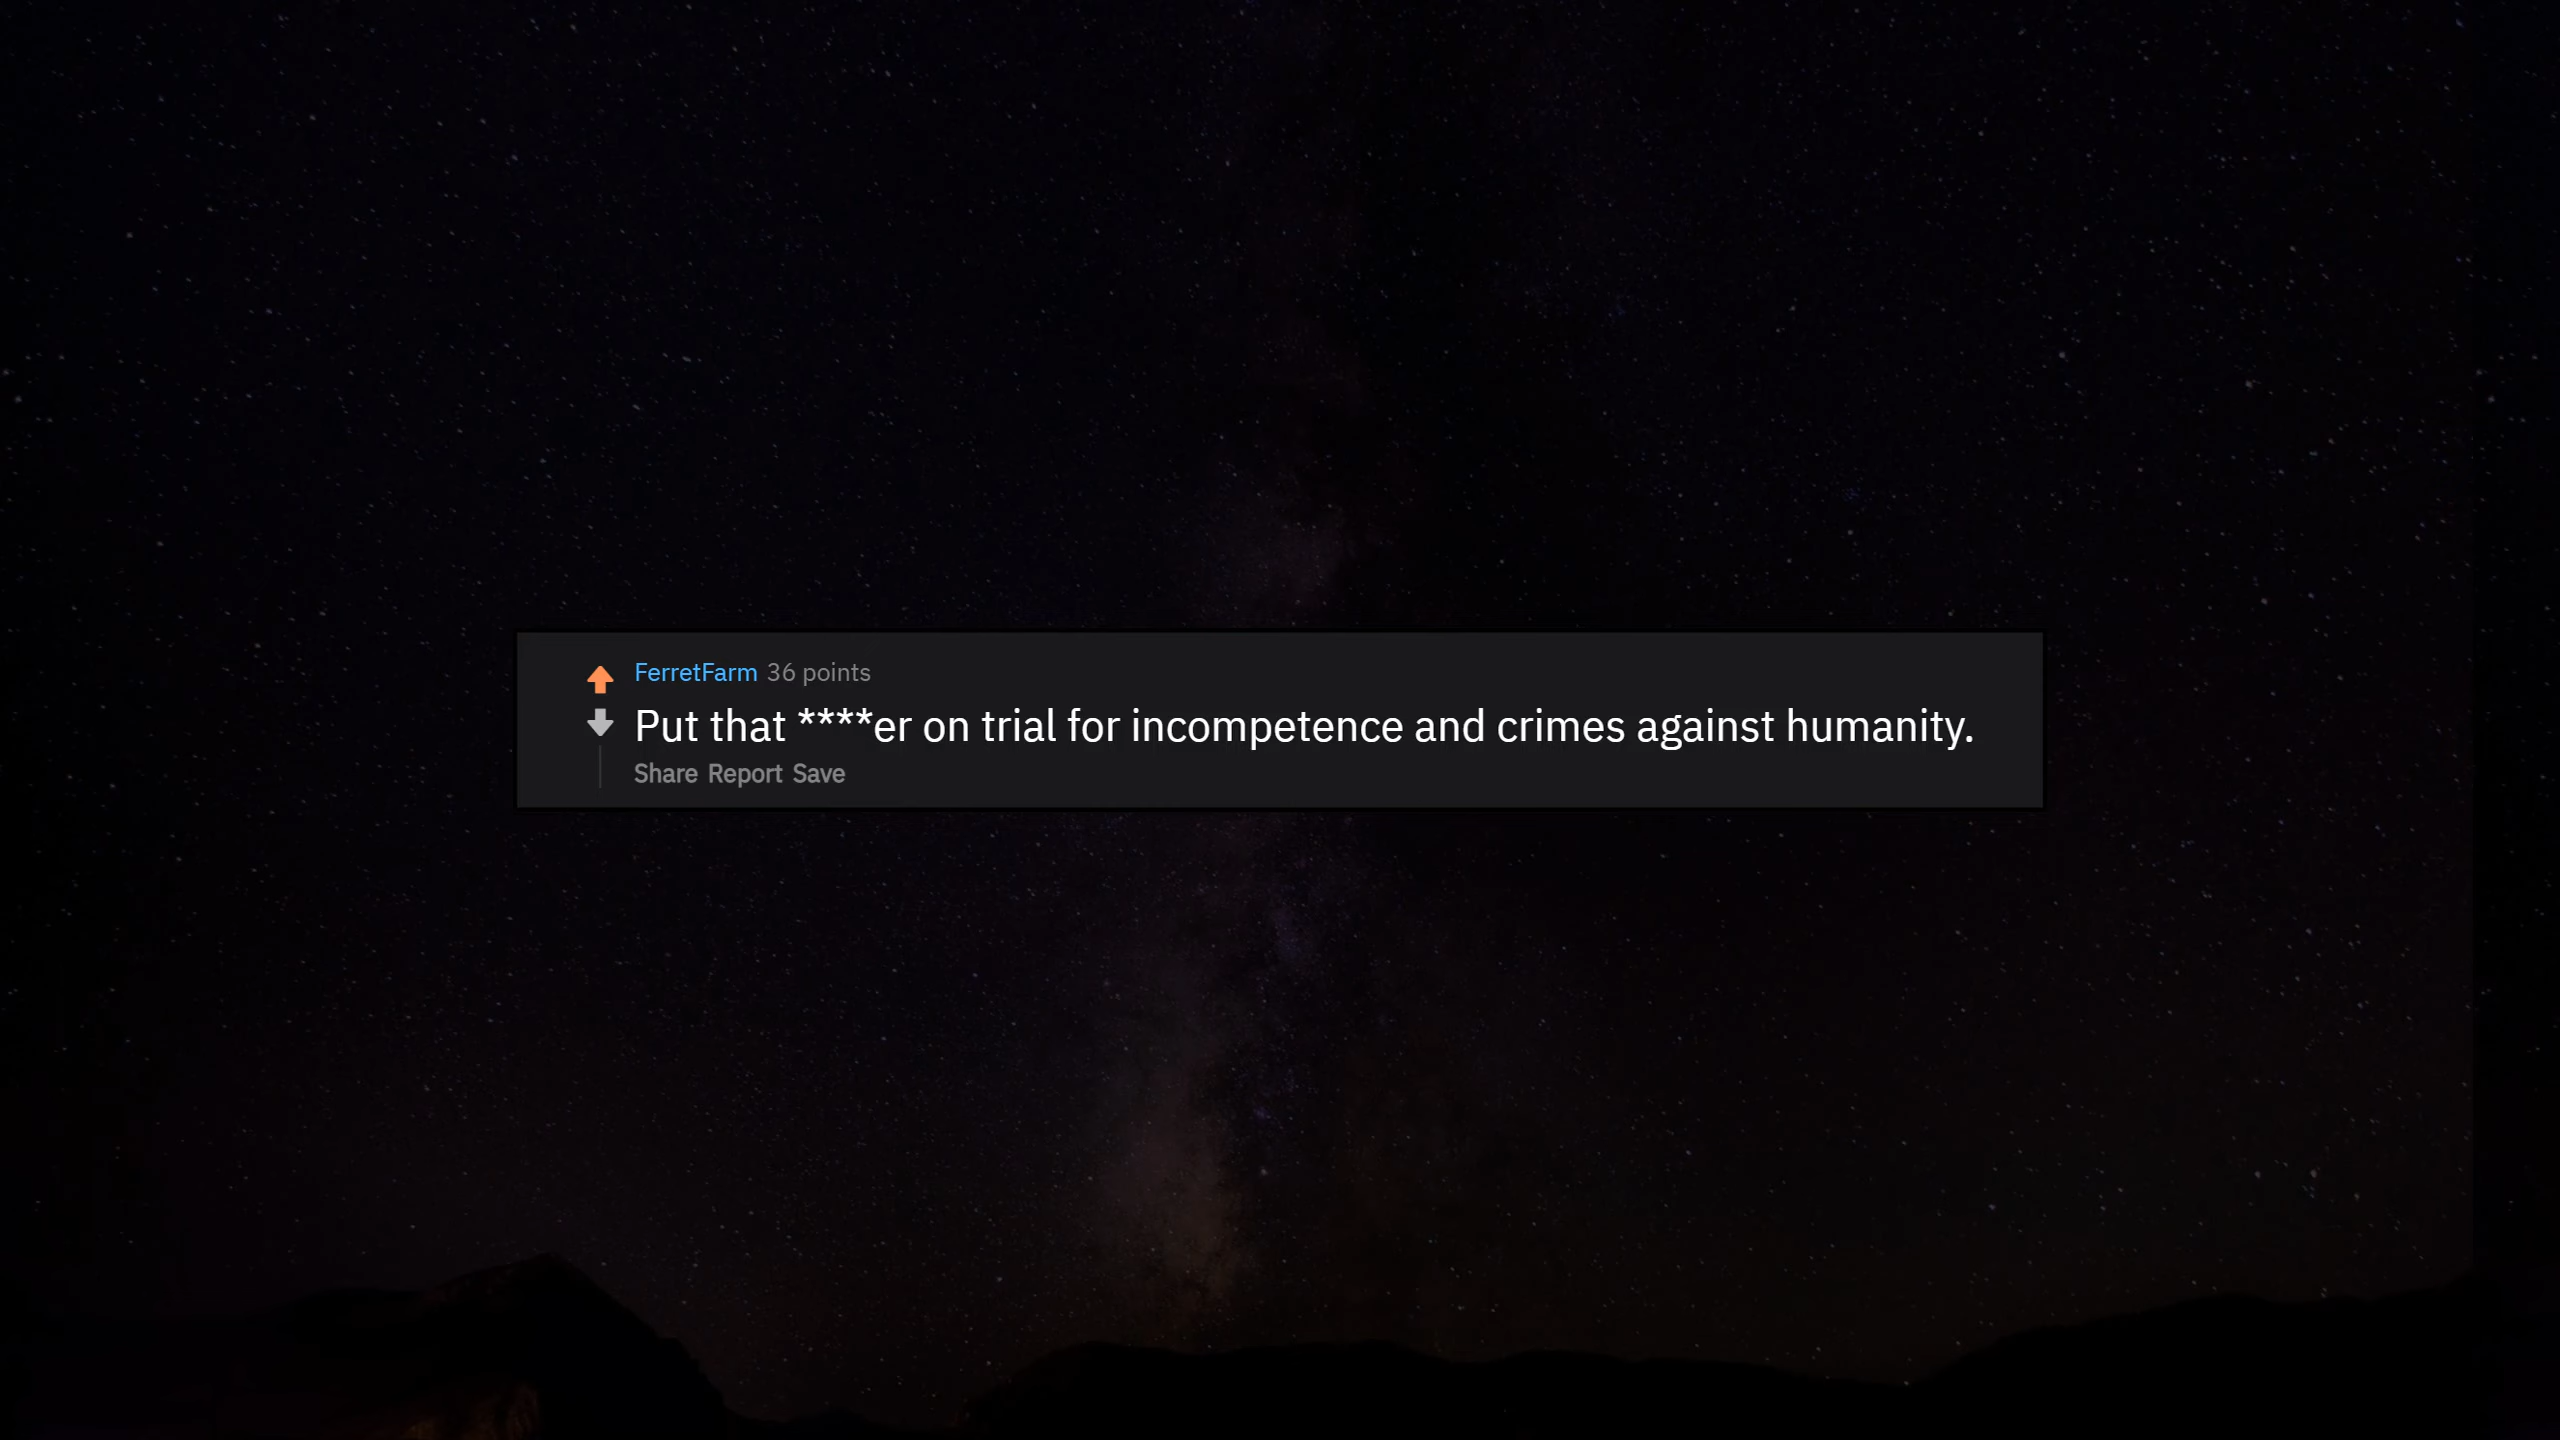 FerretFarm 36 points
Put that ****er on trial for incompetence and crimes against humanity.
Share Report Save